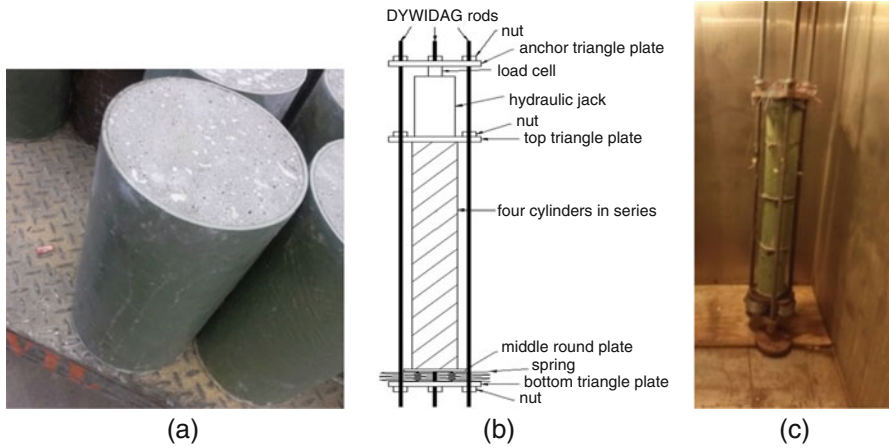 DYWIDAG rods
nut
anchor triangle plate
load cell
hydraulic jack
nut
top triangle plate
four cylinders in series
middle round plate
spring
bottom triangle plate
nut
(a)
(b)
(c)